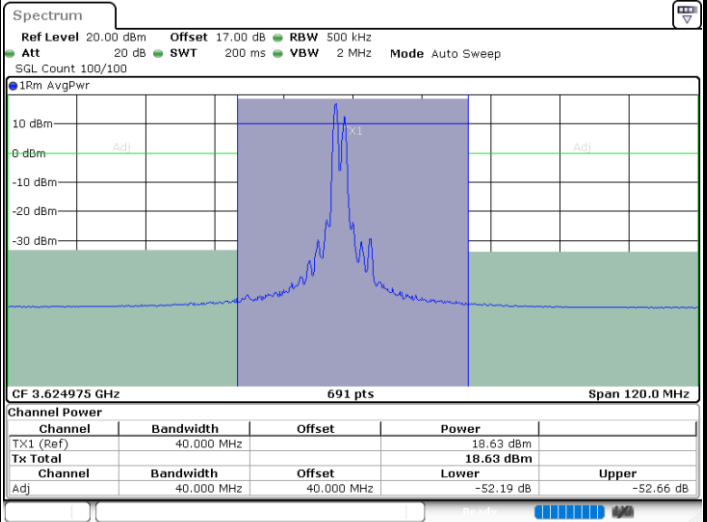 Spectrum
Ref Level 20.00 dBm Offset 17.00 dB RBW 500 kHz
Att 20 dB SWT 200 ms VBW 2 MHz Mode Auto Sweep
SGL Count 100/100
1Rm AvgPwr
10 dBm
TX1
Adj
0 dBm
Adj
-10 dBm
-20 dBm
-30 dBm
CF 3.624975 GHz 691 pts Span 120.0 MHz
Channel Power
Channel Bandwidth Offset Power
TX1 (Ref) 40.000 MHz 18.63 dBm
Tx Total 18.63 dBm
Channel Bandwidth Offset Lower Upper
Adj 40.000 MHz 40.000 MHz -52.19 dB -52.66 dB
Ready